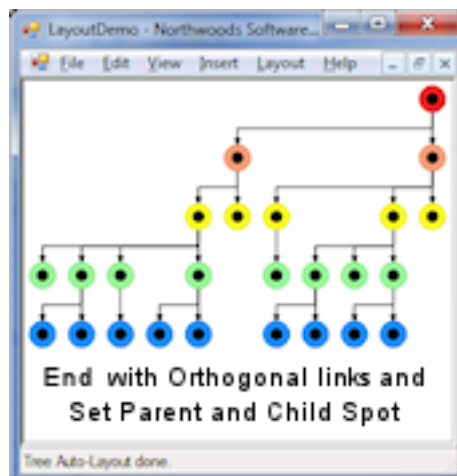 LayoutDemo - Northwoods Software...
File Edit View Insert Layout Help
End with Orthogonal links and
Set Parent and Child Spot
Tree Auto-Layout done.